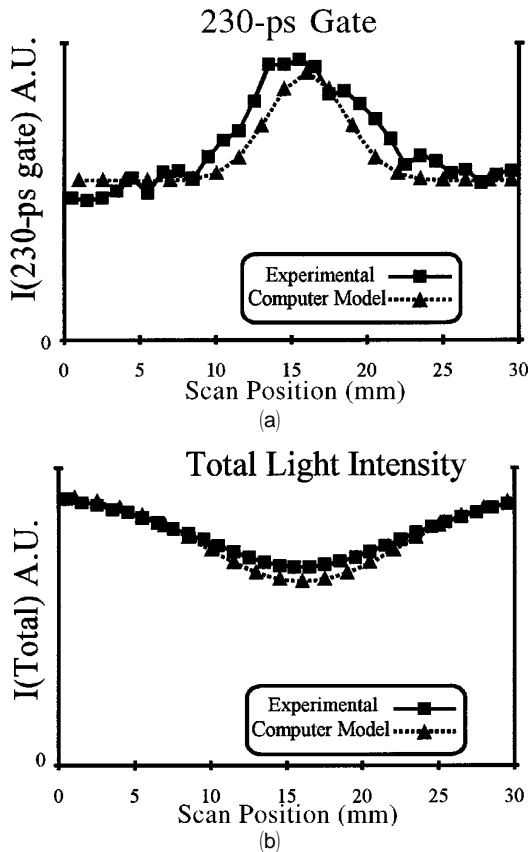 230-ps Gate
I(230-ps gate) A.U.
Experimental
Computer Model
0
0 5 10 15 20 25 30
Scan Position (mm)
(a)
Total Light Intensity
I(Total) A.U.
Experimental
Computer Model
0
0 5 10 15 20 25 30
Scan Position (mm)
(b)